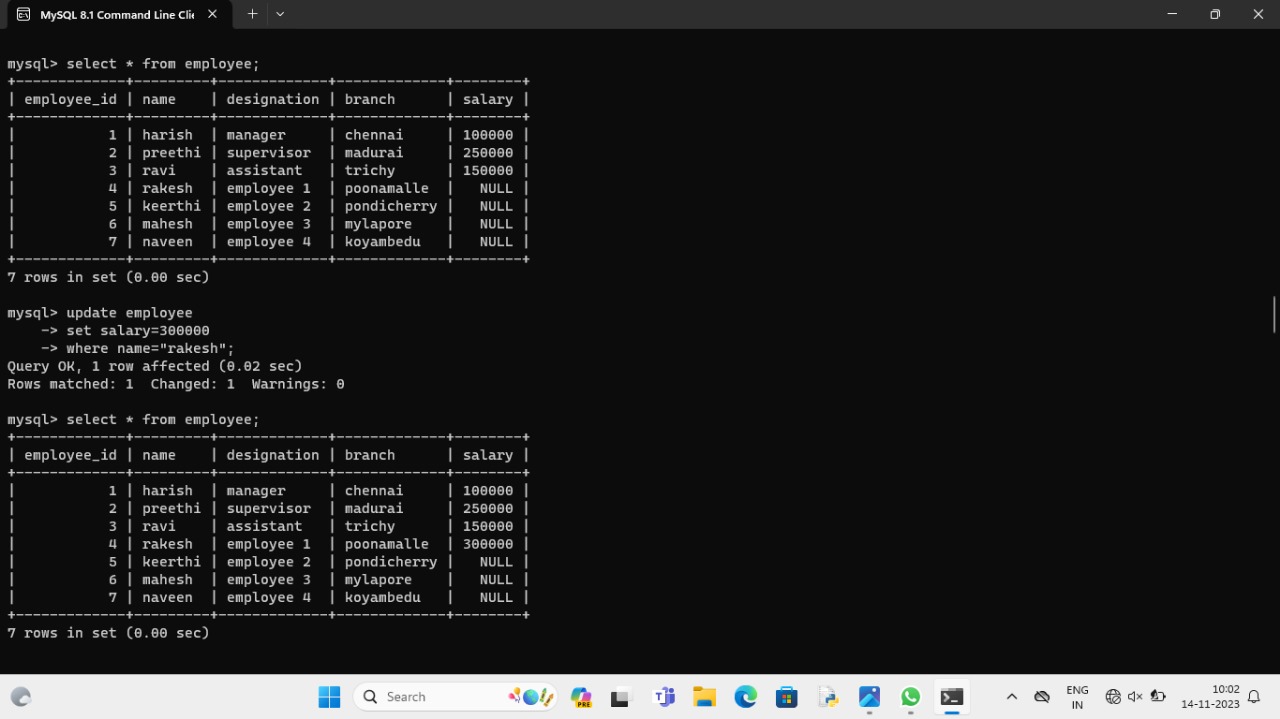 MySQL 8.1 Command Line Clie
mysql> select * from employee;
+-------------+---------+-------------+-------------+--------+
| employee_id | name    | designation | branch      | salary |
+-------------+---------+-------------+-------------+--------+
|           1 | harish  | manager     | chennai     | 100000 |
|           2 | preethi | supervisor  | madurai     | 250000 |
|           3 | ravi    | assistant   | trichy      | 150000 |
|           4 | rakesh  | employee 1  | poonamalle  |   NULL |
|           5 | keerthi | employee 2  | pondicherry |   NULL |
|           6 | mahesh  | employee 3  | mylapore    |   NULL |
|           7 | naveen  | employee 4  | koyambedu   |   NULL |
+-------------+---------+-------------+-------------+--------+
7 rows in set (0.00 sec)
mysql> update employee
    -> set salary=300000
    -> where name="rakesh";
Query OK, 1 row affected (0.02 sec)
Rows matched: 1  Changed: 1  Warnings: 0
mysql> select * from employee;
+-------------+---------+-------------+-------------+--------+
| employee_id | name    | designation | branch      | salary |
+-------------+---------+-------------+-------------+--------+
|           1 | harish  | manager     | chennai     | 100000 |
|           2 | preethi | supervisor  | madurai     | 250000 |
|           3 | ravi    | assistant   | trichy      | 150000 |
|           4 | rakesh  | employee 1  | poonamalle  | 300000 |
|           5 | keerthi | employee 2  | pondicherry |   NULL |
|           6 | mahesh  | employee 3  | mylapore    |   NULL |
|           7 | naveen  | employee 4  | koyambedu   |   NULL |
+-------------+---------+-------------+-------------+--------+
7 rows in set (0.00 sec)
Search
PRE
ENG
IN
10:02
14-11-2023